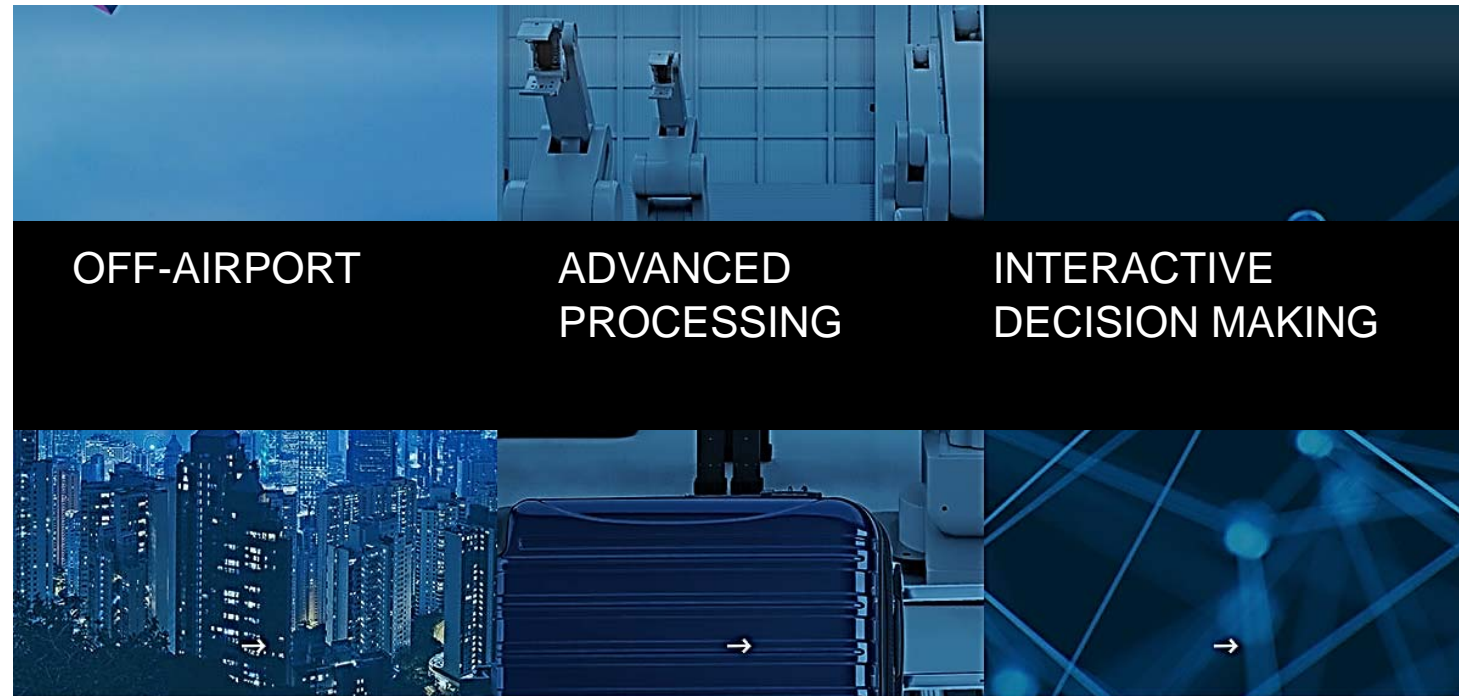 OFF-AIRPORT
ADVANCED
PROCESSING
INTERACTIVE
DECISION MAKING